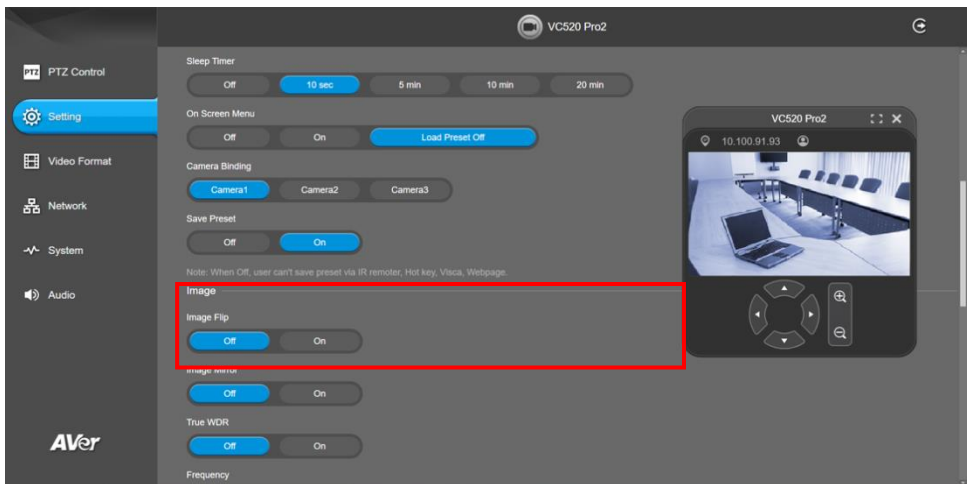 VC520 Pro2
PTZ PTZ Control
Setting
Video Format
Network
System
Audio
AVer
Sleep Timer
Off 10 sec 5 min 10 min 20 min
On Screen Menu
Off On Load Preset Off
Camera Binding
Camera1 Camera2 Camera3
Save Preset
Off On
Note: When Off, user can't save preset via IR remoter, Hot key, Visca, Webpage.
Image
Image Flip
Off On
Image Mirror
Off On
True WDR
Off On
Frequency
VC520 Pro2
10.100.91.93